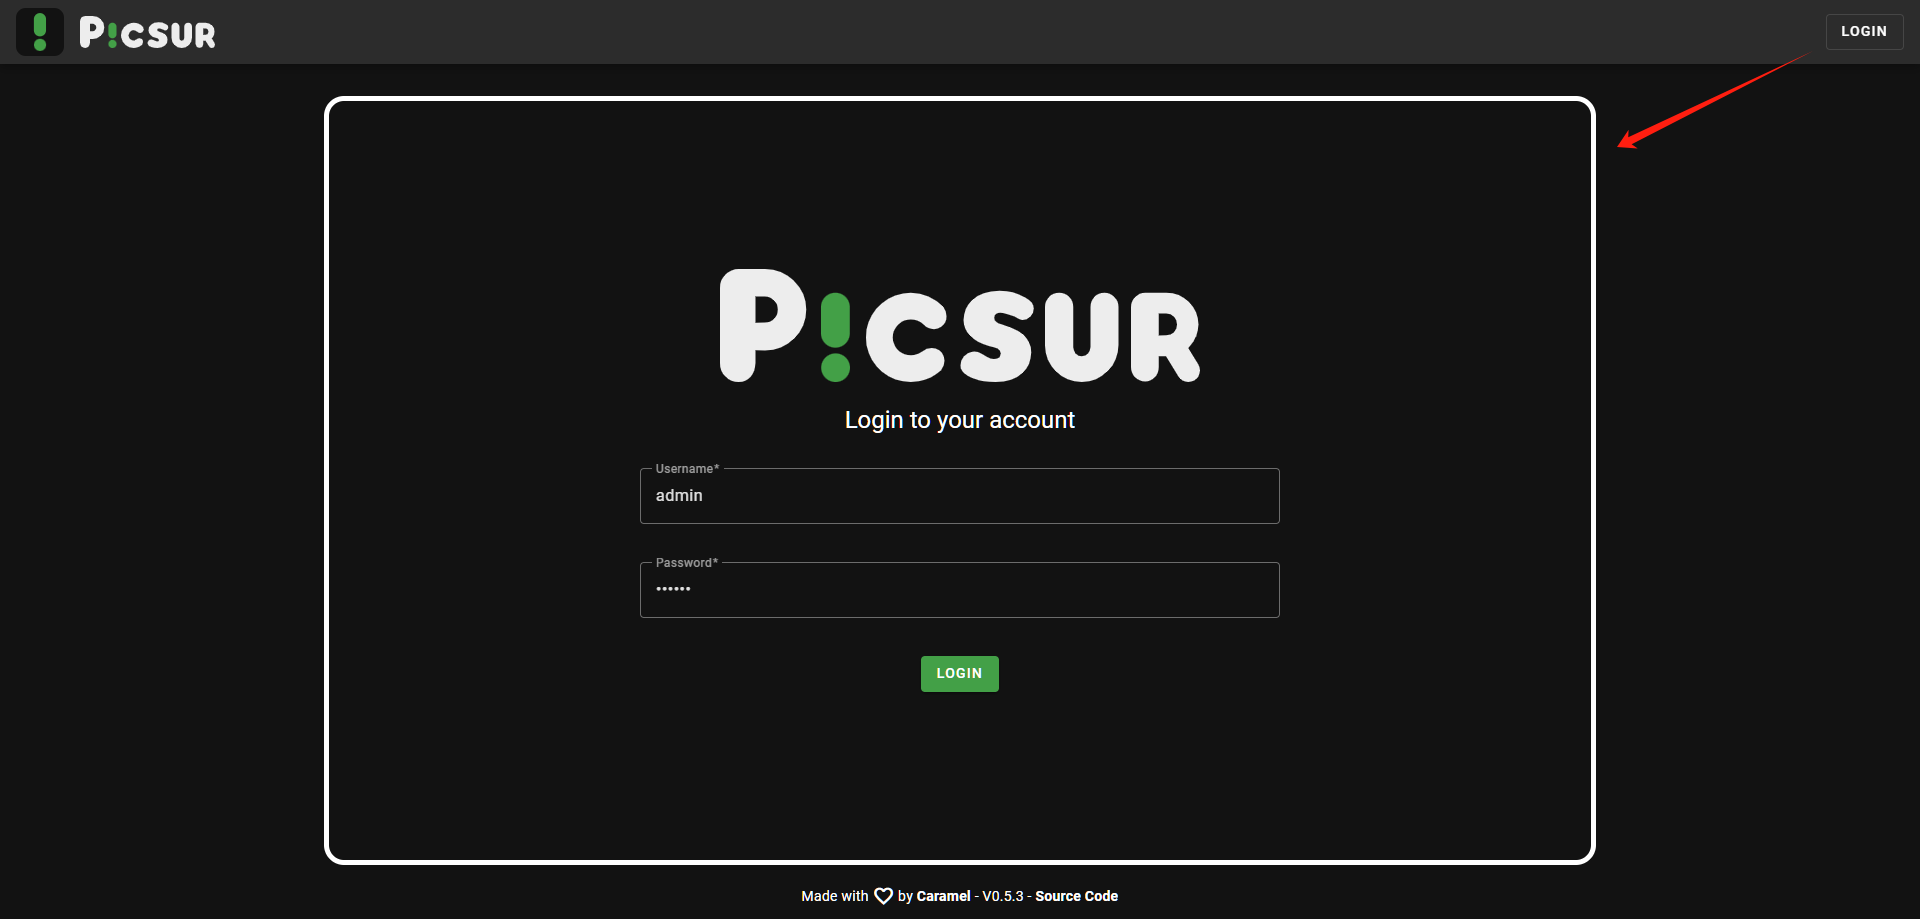 P!CSUR
LOGIN
P!CSUR
Login to your account
Username*
admin
Password*
••••••
LOGIN
Made with ♡ by Caramel - V0.5.3 - Source Code